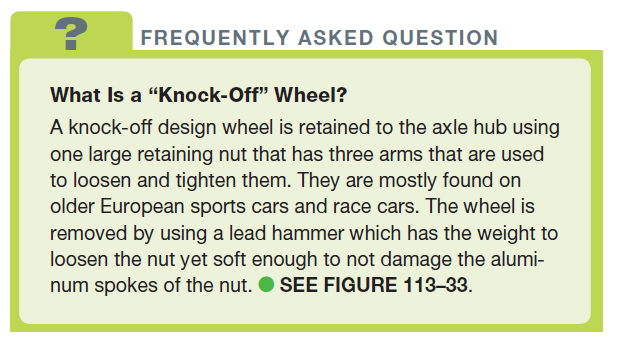 ?
FREQUENTLY ASKED QUESTION
What Is a “Knock-Off” Wheel?
A knock-off design wheel is retained to the axle hub using
one large retaining nut that has three arms that are used
to loosen and tighten them. They are mostly found on
older European sports cars and race cars. The wheel is
removed by using a lead hammer which has the weight to
loosen the nut yet soft enough to not damage the alumi-
num spokes of the nut. ● SEE FIGURE 113–33.